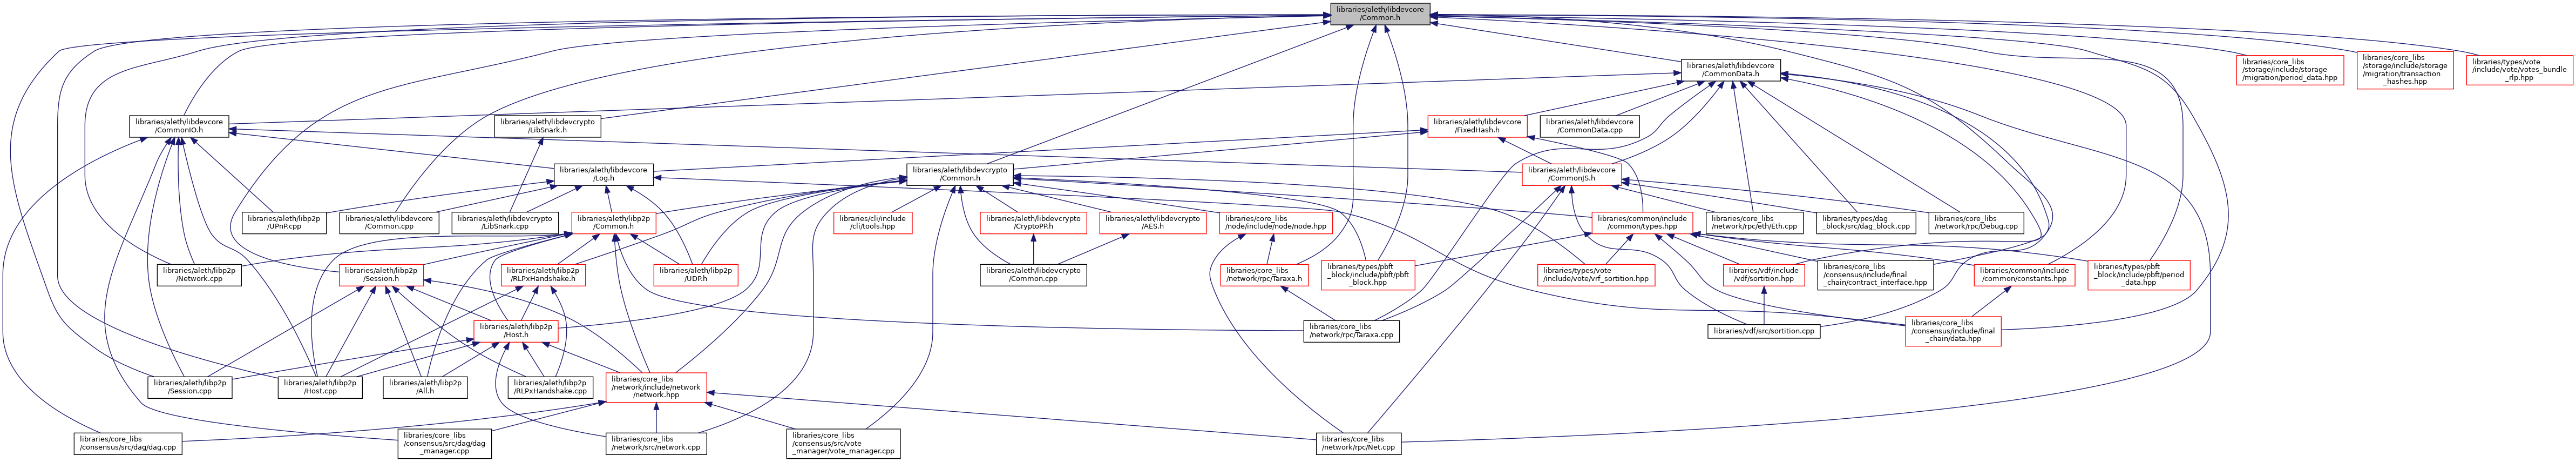 libraries/aleth/libdevcore
/Common.h
libraries/aleth/libdevcore
/CommonData.h
libraries/core_libs
/storage/include/storage
/migration/period_data.hpp
libraries/core_libs
/storage/include/storage
/migration/transaction
_hashes.hpp
libraries/types/vote
/include/vote/votes_bundle
_rlp.hpp
libraries/aleth/libdevcore
/CommonIO.h
libraries/aleth/libdevcrypto
/LibSnark.h
libraries/aleth/libdevcore
/FixedHash.h
libraries/aleth/libdevcore
/CommonData.cpp
libraries/aleth/libdevcore
/Log.h
libraries/aleth/libdevcrypto
/Common.h
libraries/aleth/libdevcore
/CommonJS.h
libraries/aleth/libp2p
/UPnP.cpp
libraries/aleth/libdevcore
/Common.cpp
libraries/aleth/libdevcrypto
/LibSnark.cpp
libraries/aleth/libp2p
/Common.h
libraries/cli/include
/cli/tools.hpp
libraries/aleth/libdevcrypto
/CryptoPP.h
libraries/aleth/libdevcrypto
/AES.h
libraries/core_libs
/node/include/node/node.hpp
libraries/common/include
/common/types.hpp
libraries/core_libs
/network/rpc/eth/Eth.cpp
libraries/types/dag
_block/src/dag_block.cpp
libraries/core_libs
/network/rpc/Debug.cpp
libraries/aleth/libp2p
/Network.cpp
libraries/aleth/libp2p
/Session.h
libraries/aleth/libp2p
/RLPxHandshake.h
libraries/aleth/libp2p
/UDP.h
libraries/aleth/libdevcrypto
/Common.cpp
libraries/core_libs
/network/rpc/Taraxa.h
libraries/types/pbft
_block/include/pbft/pbft
_block.hpp
libraries/types/vote
/include/vote/vrf_sortition.hpp
libraries/vdf/include
/vdf/sortition.hpp
libraries/core_libs
/consensus/include/final
_chain/contract_interface.hpp
libraries/common/include
/common/constants.hpp
libraries/types/pbft
_block/include/pbft/period
_data.hpp
libraries/aleth/libp2p
/Host.h
libraries/core_libs
/network/rpc/Taraxa.cpp
libraries/vdf/src/sortition.cpp
libraries/core_libs
/consensus/include/final
_chain/data.hpp
libraries/aleth/libp2p
/Session.cpp
libraries/aleth/libp2p
/Host.cpp
libraries/aleth/libp2p
/All.h
libraries/aleth/libp2p
/RLPxHandshake.cpp
libraries/core_libs
/network/include/network
/network.hpp
libraries/core_libs
/consensus/src/dag/dag.cpp
libraries/core_libs
/consensus/src/dag/dag
_manager.cpp
libraries/core_libs
/network/src/network.cpp
libraries/core_libs
/consensus/src/vote
_manager/vote_manager.cpp
libraries/core_libs
/network/rpc/Net.cpp